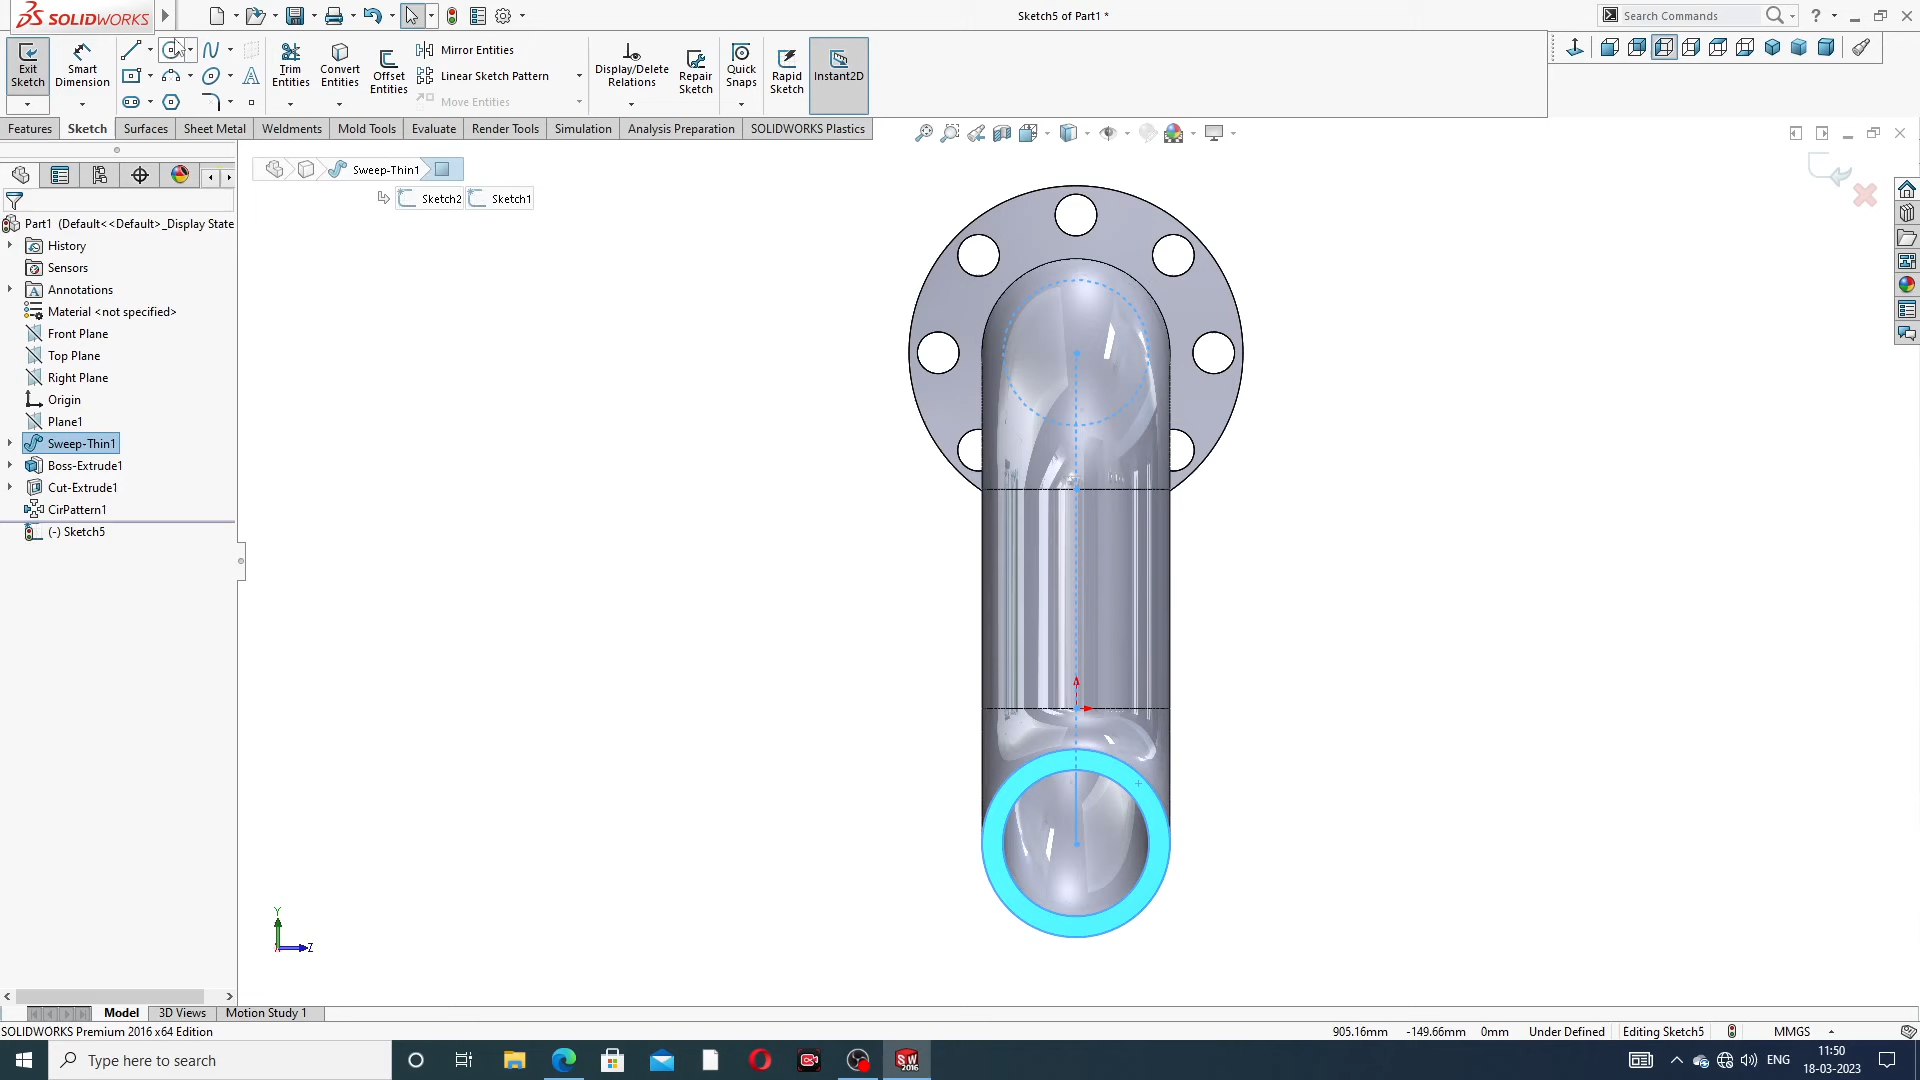 SOLIDWORKS
Sketch5 of Part1 *
Search Commands
Exit Sketch
Smart Dimension
Trim Entities
Convert Entities
Offset Entities
Mirror Entities
Linear Sketch Pattern
Move Entities
Display/Delete Relations
Repair Sketch
Quick Snaps
Rapid Sketch
Instant2D
Features
Sketch
Surfaces
Sheet Metal
Weldments
Mold Tools
Evaluate
Render Tools
Simulation
Analysis Preparation
SOLIDWORKS Plastics
Sweep-Thin1
Sketch2
Sketch1
Part1 (Default<<Default>_Display State
History
Sensors
Annotations
Material <not specified>
Front Plane
Top Plane
Right Plane
Origin
Plane1
Sweep-Thin1
Boss-Extrude1
Cut-Extrude1
CirPattern1
(-) Sketch5
Y
Z
Model
3D Views
Motion Study 1
SOLIDWORKS Premium 2016 x64 Edition
905.16mm
-149.66mm
0mm
Under Defined
Editing Sketch5
MMGS
Type here to search
SW
2016
ENG
11:50
18-03-2023